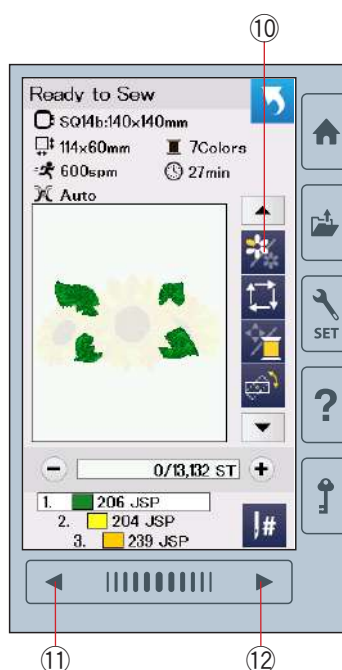 ⑩
Ready to Sew
SQ14b:140×140mm
114x60mm 7Colors
600spm 27min
Auto
SET
?
− 0/13,132 ST +
1. 206 JSP
2. 204 JSP
3. 239 JSP
#
⑪ ⑫